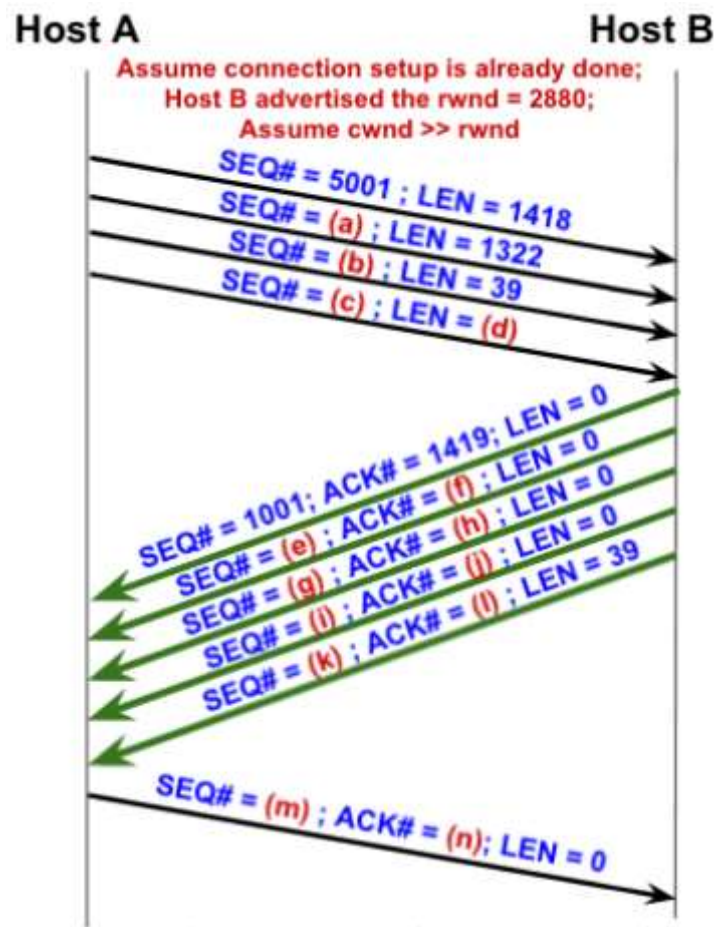 Host A Host B
Assume connection setup is already done;
Host B advertised the rwnd = 2880;
Assume cwnd >> rwnd
SEQ# = 5001 ; LEN = 1418
SEQ# = (a) ; LEN = 1322
SEQ# = (b) ; LEN = 39
SEQ# = (c) ; LEN = (d)
SEQ# = 1001; ACK# = 1419; LEN = 0
SEQ# = (e) ; ACK# = (f) ; LEN = 0
SEQ# = (g) ; ACK# = (h) ; LEN = 0
SEQ# = (i) ; ACK# = (j) ; LEN = 0
SEQ# = (k) ; ACK# = (l) ; LEN = 39
SEQ# = (m) ; ACK# = (n); LEN = 0